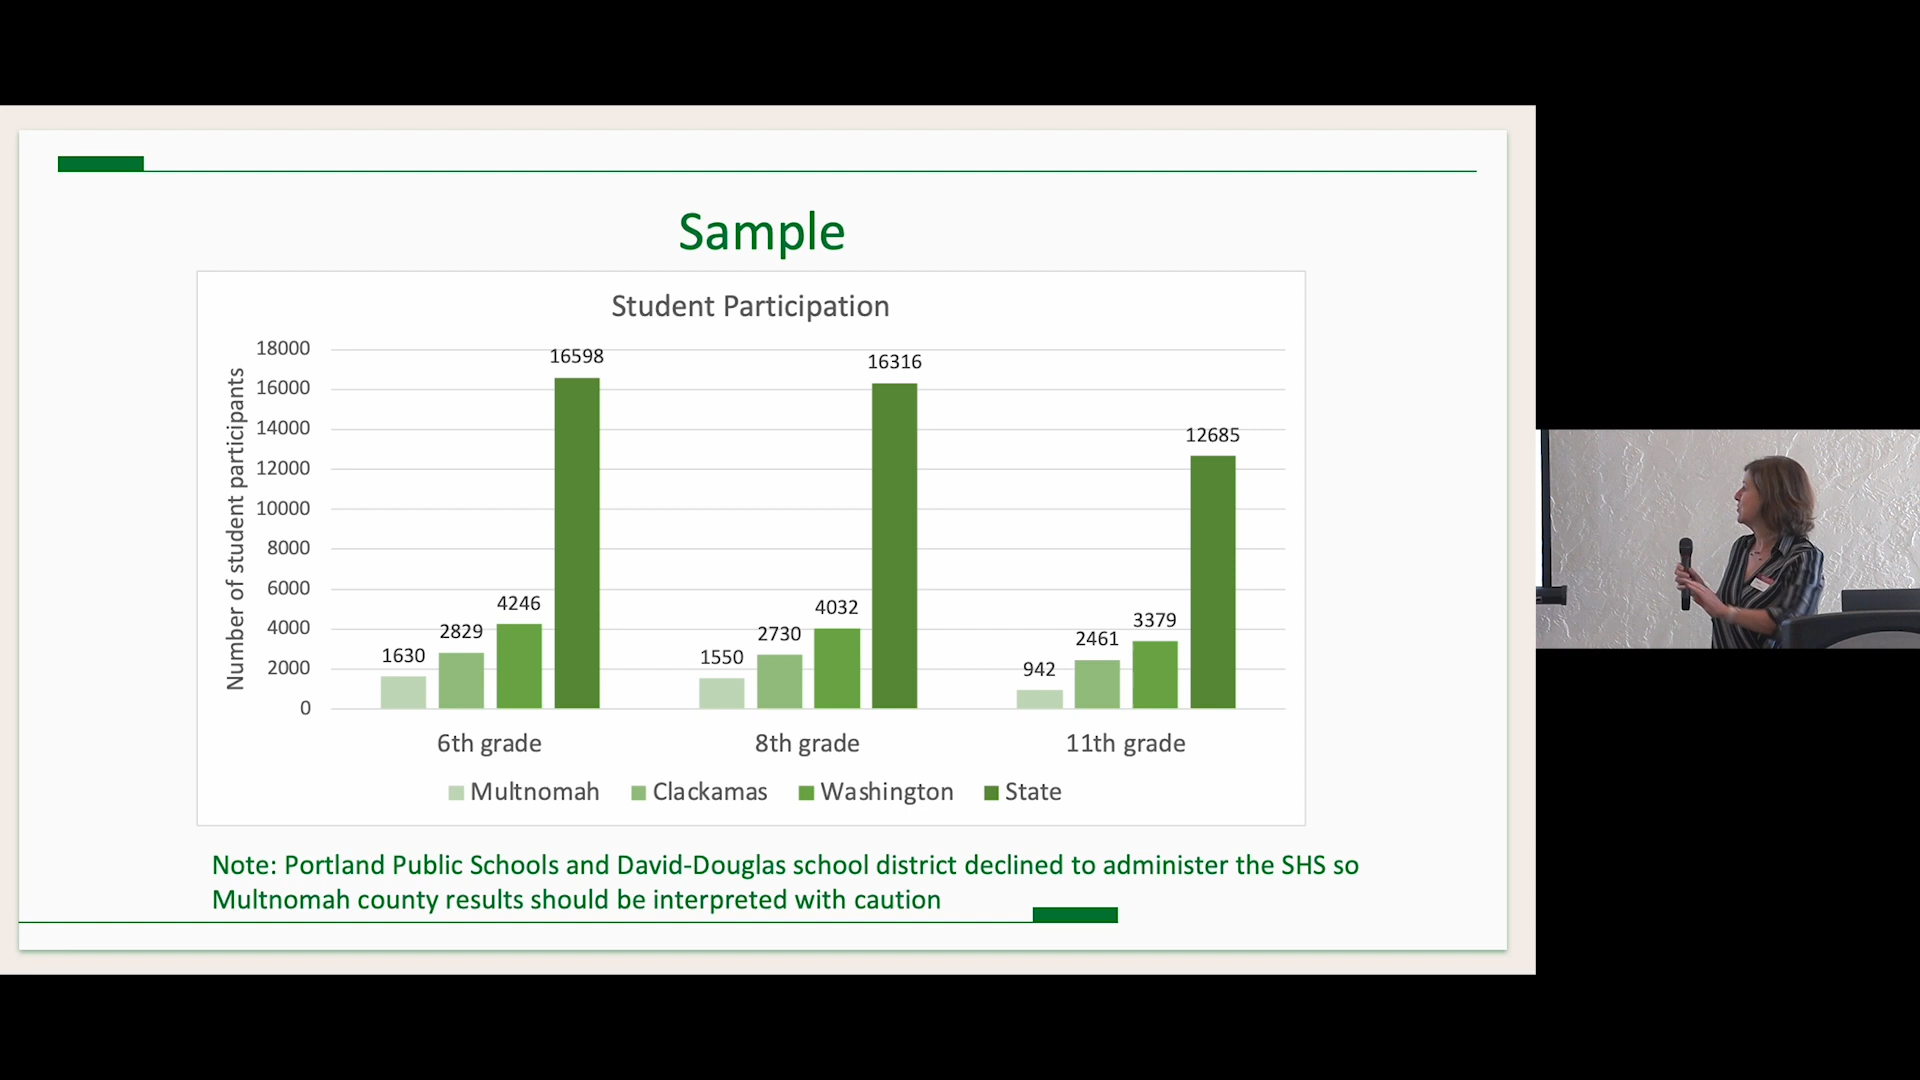 Sample
Student Participation
Number of student participants
18000
16000
14000
12000
10000
8000
6000
4000
2000
0
1630
2829
4246
16598
1550
2730
4032
16316
942
2461
3379
12685
6th grade
8th grade
11th grade
Multnomah
Clackamas
Washington
State
Note: Portland Public Schools and David-Douglas school district declined to administer the SHS so
Multnomah county results should be interpreted with caution